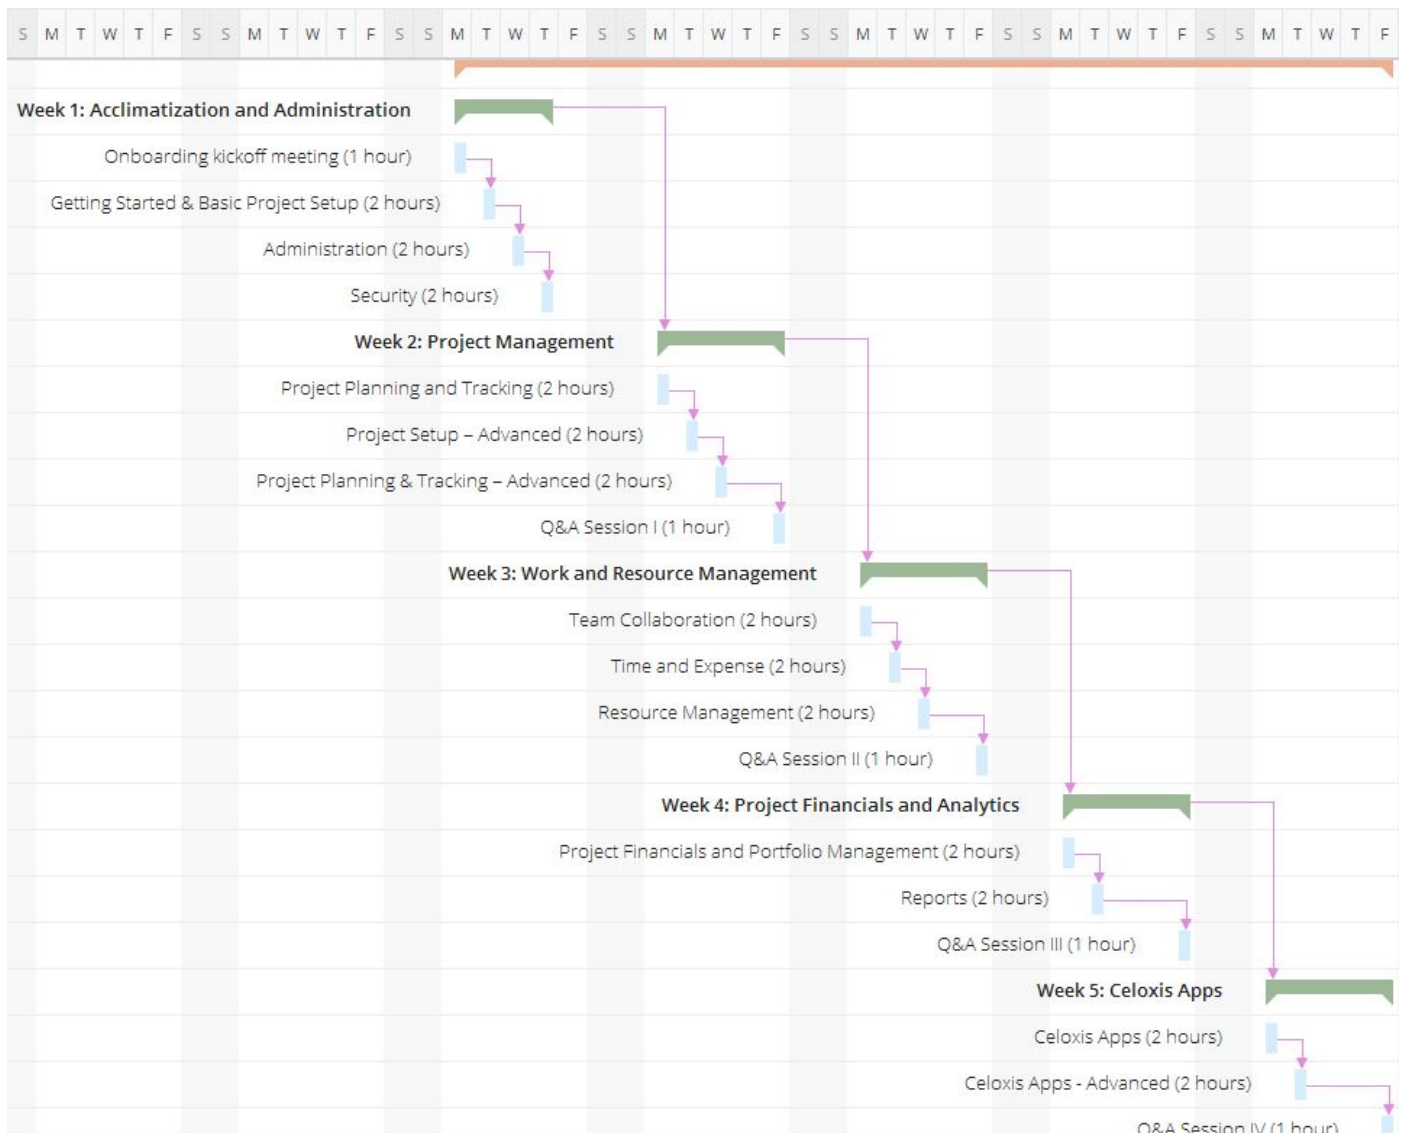 S M T W T F S S M T W T F S S M T W T F S S M T W T F S S M T W T F S S M T W T F S S M T W T F
Week 1: Acclimatization and Administration
Onboarding kickoff meeting (1 hour)
Getting Started & Basic Project Setup (2 hours)
Administration (2 hours)
Security (2 hours)
Week 2: Project Management
Project Planning and Tracking (2 hours)
Project Setup – Advanced (2 hours)
Project Planning & Tracking – Advanced (2 hours)
Q&A Session I (1 hour)
Week 3: Work and Resource Management
Team Collaboration (2 hours)
Time and Expense (2 hours)
Resource Management (2 hours)
Q&A Session II (1 hour)
Week 4: Project Financials and Analytics
Project Financials and Portfolio Management (2 hours)
Reports (2 hours)
Q&A Session III (1 hour)
Week 5: Celoxis Apps
Celoxis Apps (2 hours)
Celoxis Apps - Advanced (2 hours)
Q&A Session IV (1 hour)